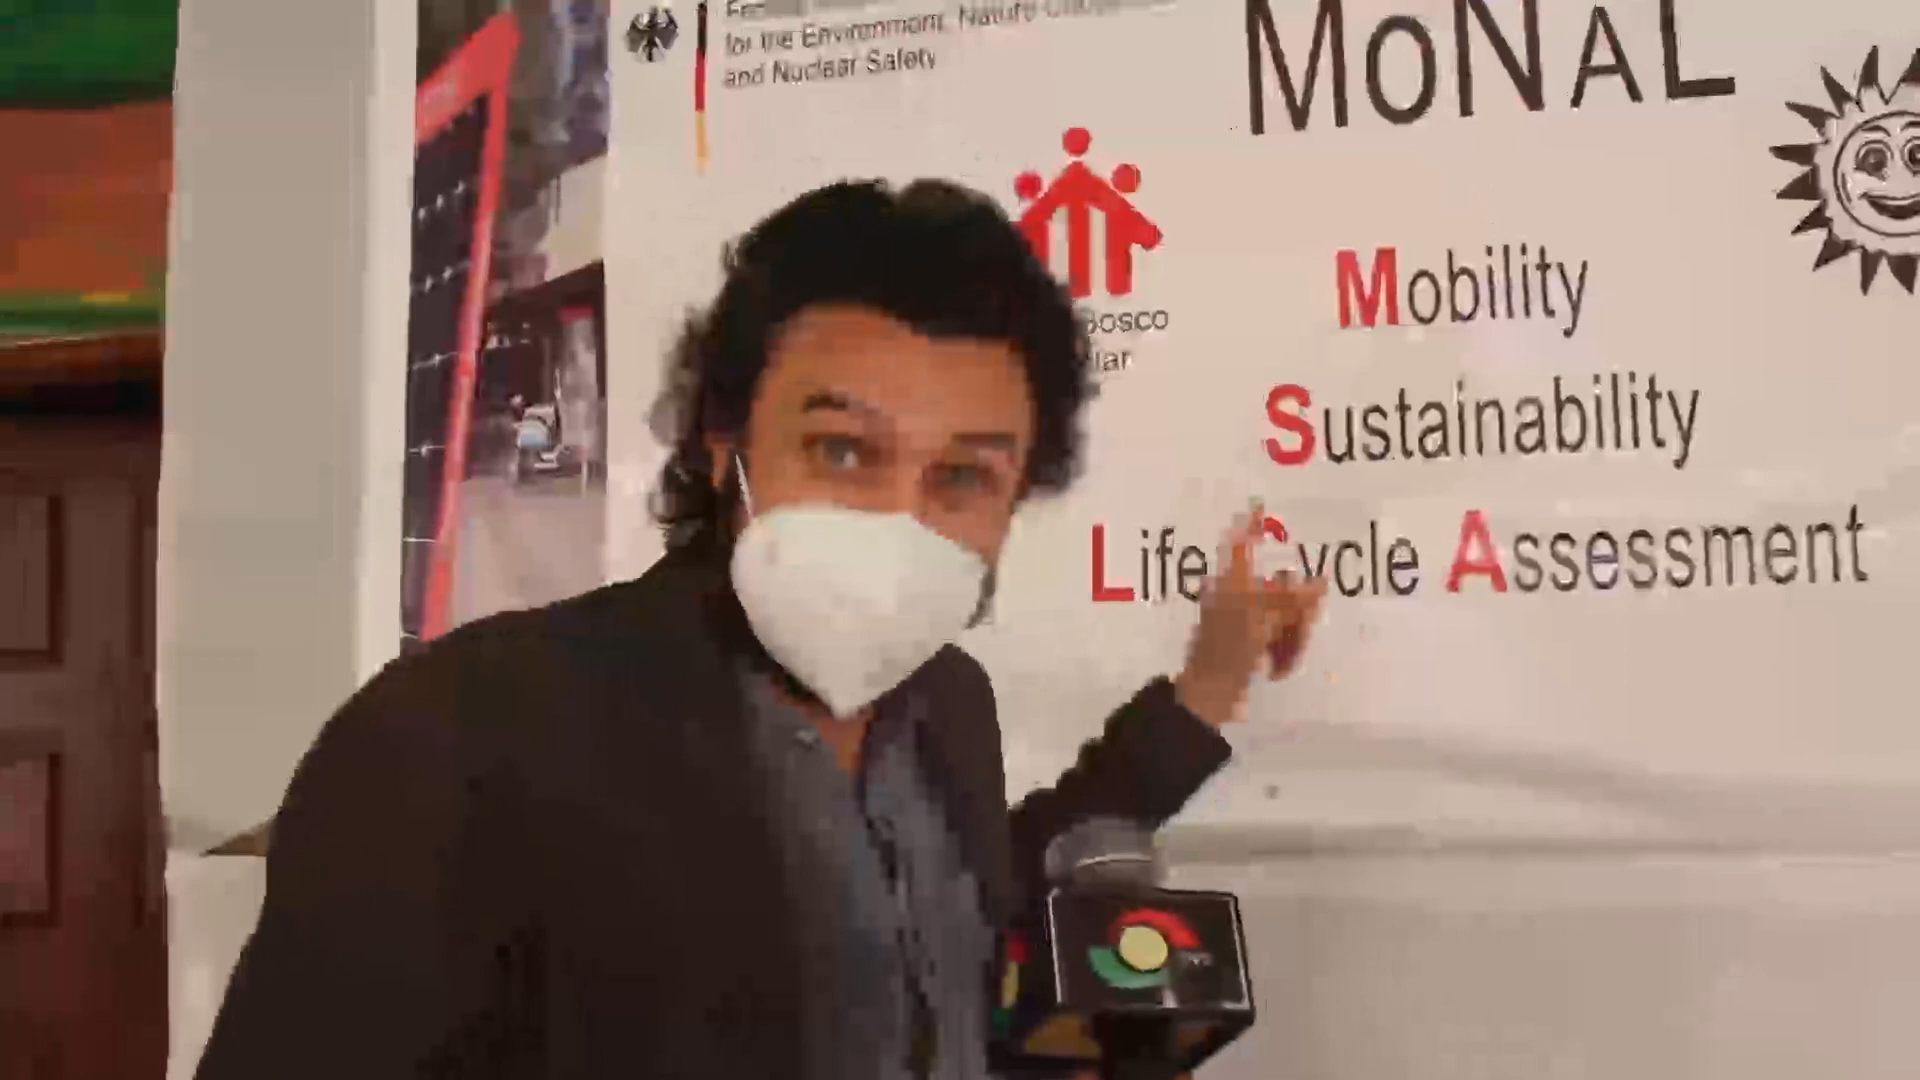 for the Environment, Nature
and Nuclear Safety
MoNAL
Bosco
Mobility
Sustainability
Life Cycle Assessment